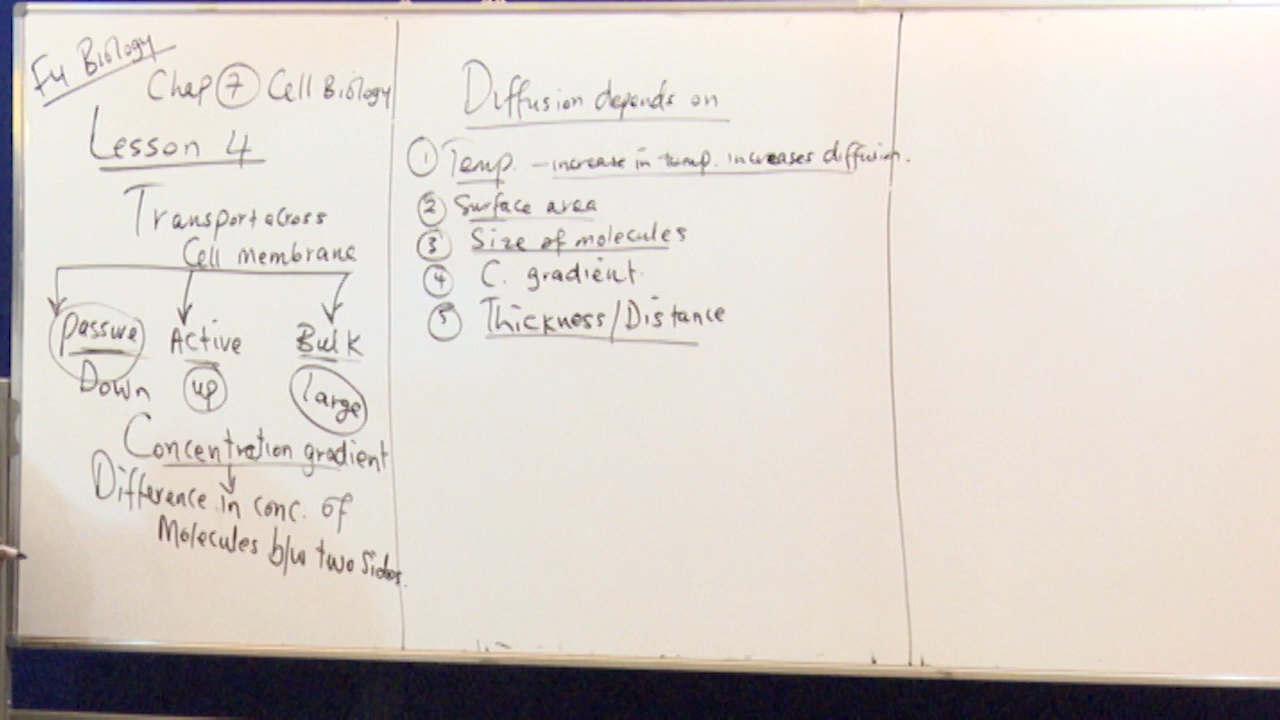 F4 Biology
Chap 7 Cell Biology
Lesson 4
Transport across
Cell membrane
Passive Active Bulk
Down up large
Concentration gradient
Difference in conc. of
Molecules b/w two sides.
Diffusion depends on
1 Temp. - increase in temp. increases diffusion.
2 Surface area
3 Size of molecules
4 C. gradient.
5 Thickness/Distance